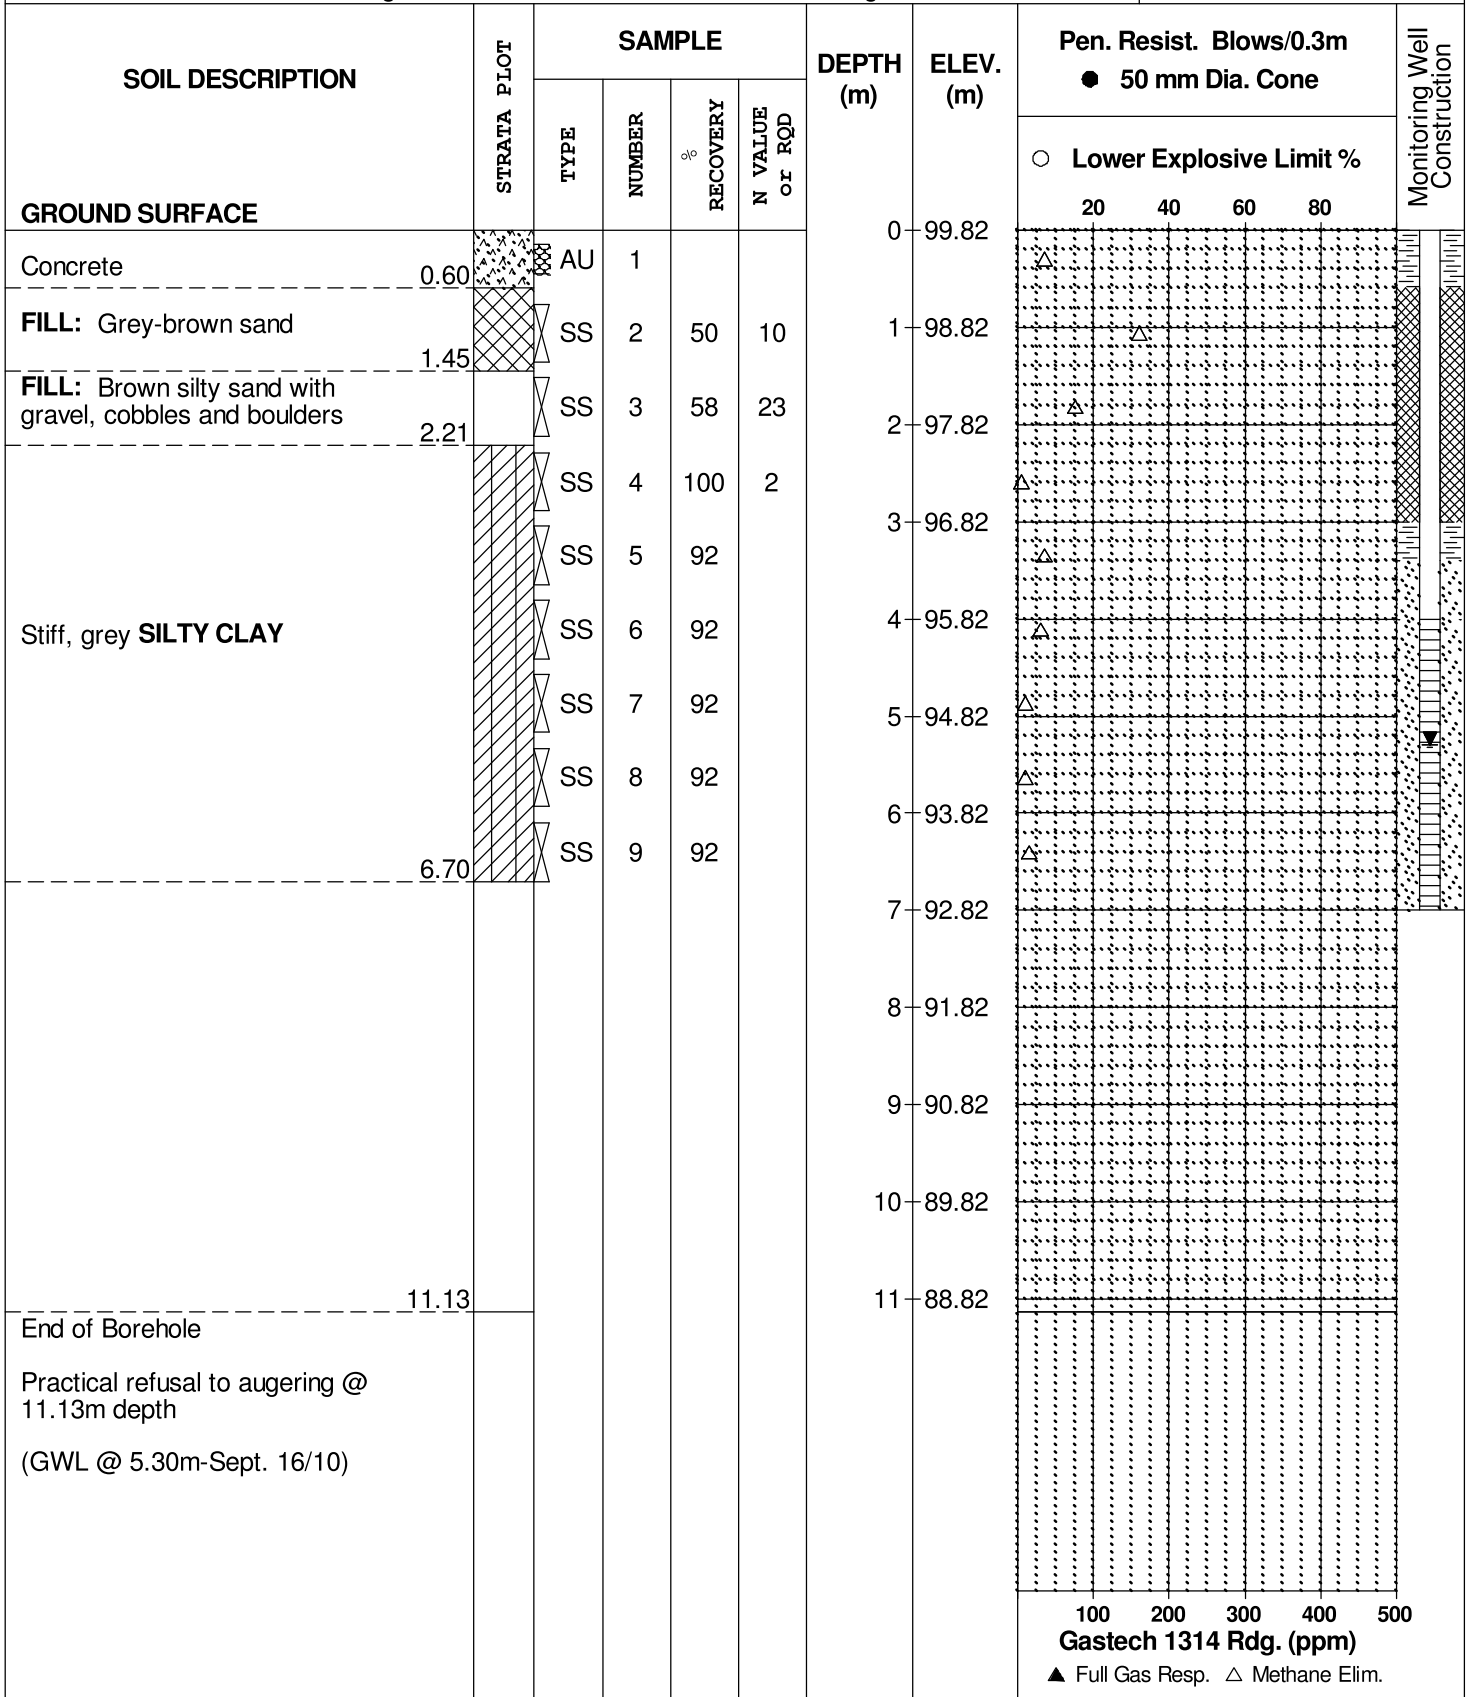 SOIL DESCRIPTION
GROUND SURFACE
STRATA PLOT
SAMPLE
TYPE
NUMBER
%
RECOVERY
N VALUE
or RQD
DEPTH
(m)
ELEV.
(m)
Pen. Resist. Blows/0.3m
● 50 mm Dia. Cone
○ Lower Explosive Limit %
20 40 60 80
Monitoring Well
Construction
0 99.82
Concrete
0.60
AU 1
FILL: Grey-brown sand
1.45
SS 2 50 10
1 98.82
FILL: Brown silty sand with
gravel, cobbles and boulders
2.21
SS 3 58 23
2 97.82
SS 4 100 2
3 96.82
SS 5 92
4 95.82
Stiff, grey SILTY CLAY
SS 6 92
SS 7 92
5 94.82
SS 8 92
6 93.82
SS 9 92
6.70
7 92.82
8 91.82
9 90.82
10 89.82
11 88.82
11.13
End of Borehole
Practical refusal to augering @
11.13m depth
(GWL @ 5.30m-Sept. 16/10)
100 200 300 400 500
Gastech 1314 Rdg. (ppm)
▲ Full Gas Resp. △ Methane Elim.